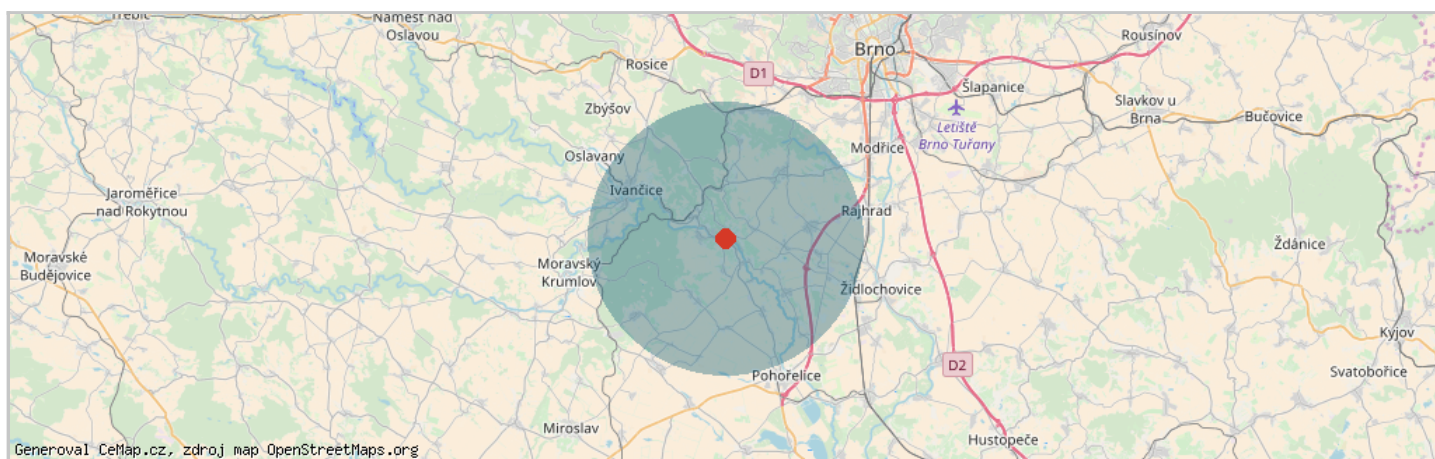 Třebíč
Náměšť nad
Oslavou
Brno
Rousínov
Rosice
D1
Šlapanice
Zbýšov
Slavkov u
Brna
Bučovice
Letiště
Brno Tuřany
Oslavany
Modřice
Ivančice
Jaroměřice
nad Rokytnou
Rajhrad
Ždánice
Moravské
Budějovice
Moravský
Krumlov
Židlochovice
Kyjov
D2
Pohořelice
Svatobořice
Miroslav
Hustopeče
Generoval CeMap.cz, zdroj map OpenStreetMaps.org